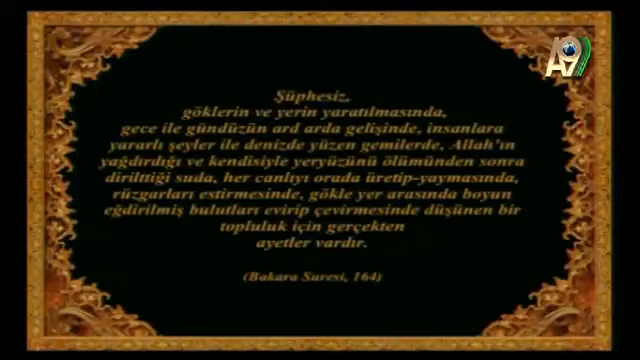 A9
Şüphesiz,
göklerin ve yerin yaratılmasında,
gece ile gündüzün ard arda gelişinde, insanlara
yararlı şeyler ile denizde yüzen gemilerde, Allah'ın
yağdırdığı ve kendisiyle yeryüzünü ölümünden sonra
dirilttiği suda, her canlıyı orada üretip-yaymasında,
rüzgarları estirmesinde, gökle yer arasında boyun
eğdirilmiş bulutları evirip çevirmesinde düşünen bir
topluluk için gerçekten
ayetler vardır.
(Bakara Suresi, 164)